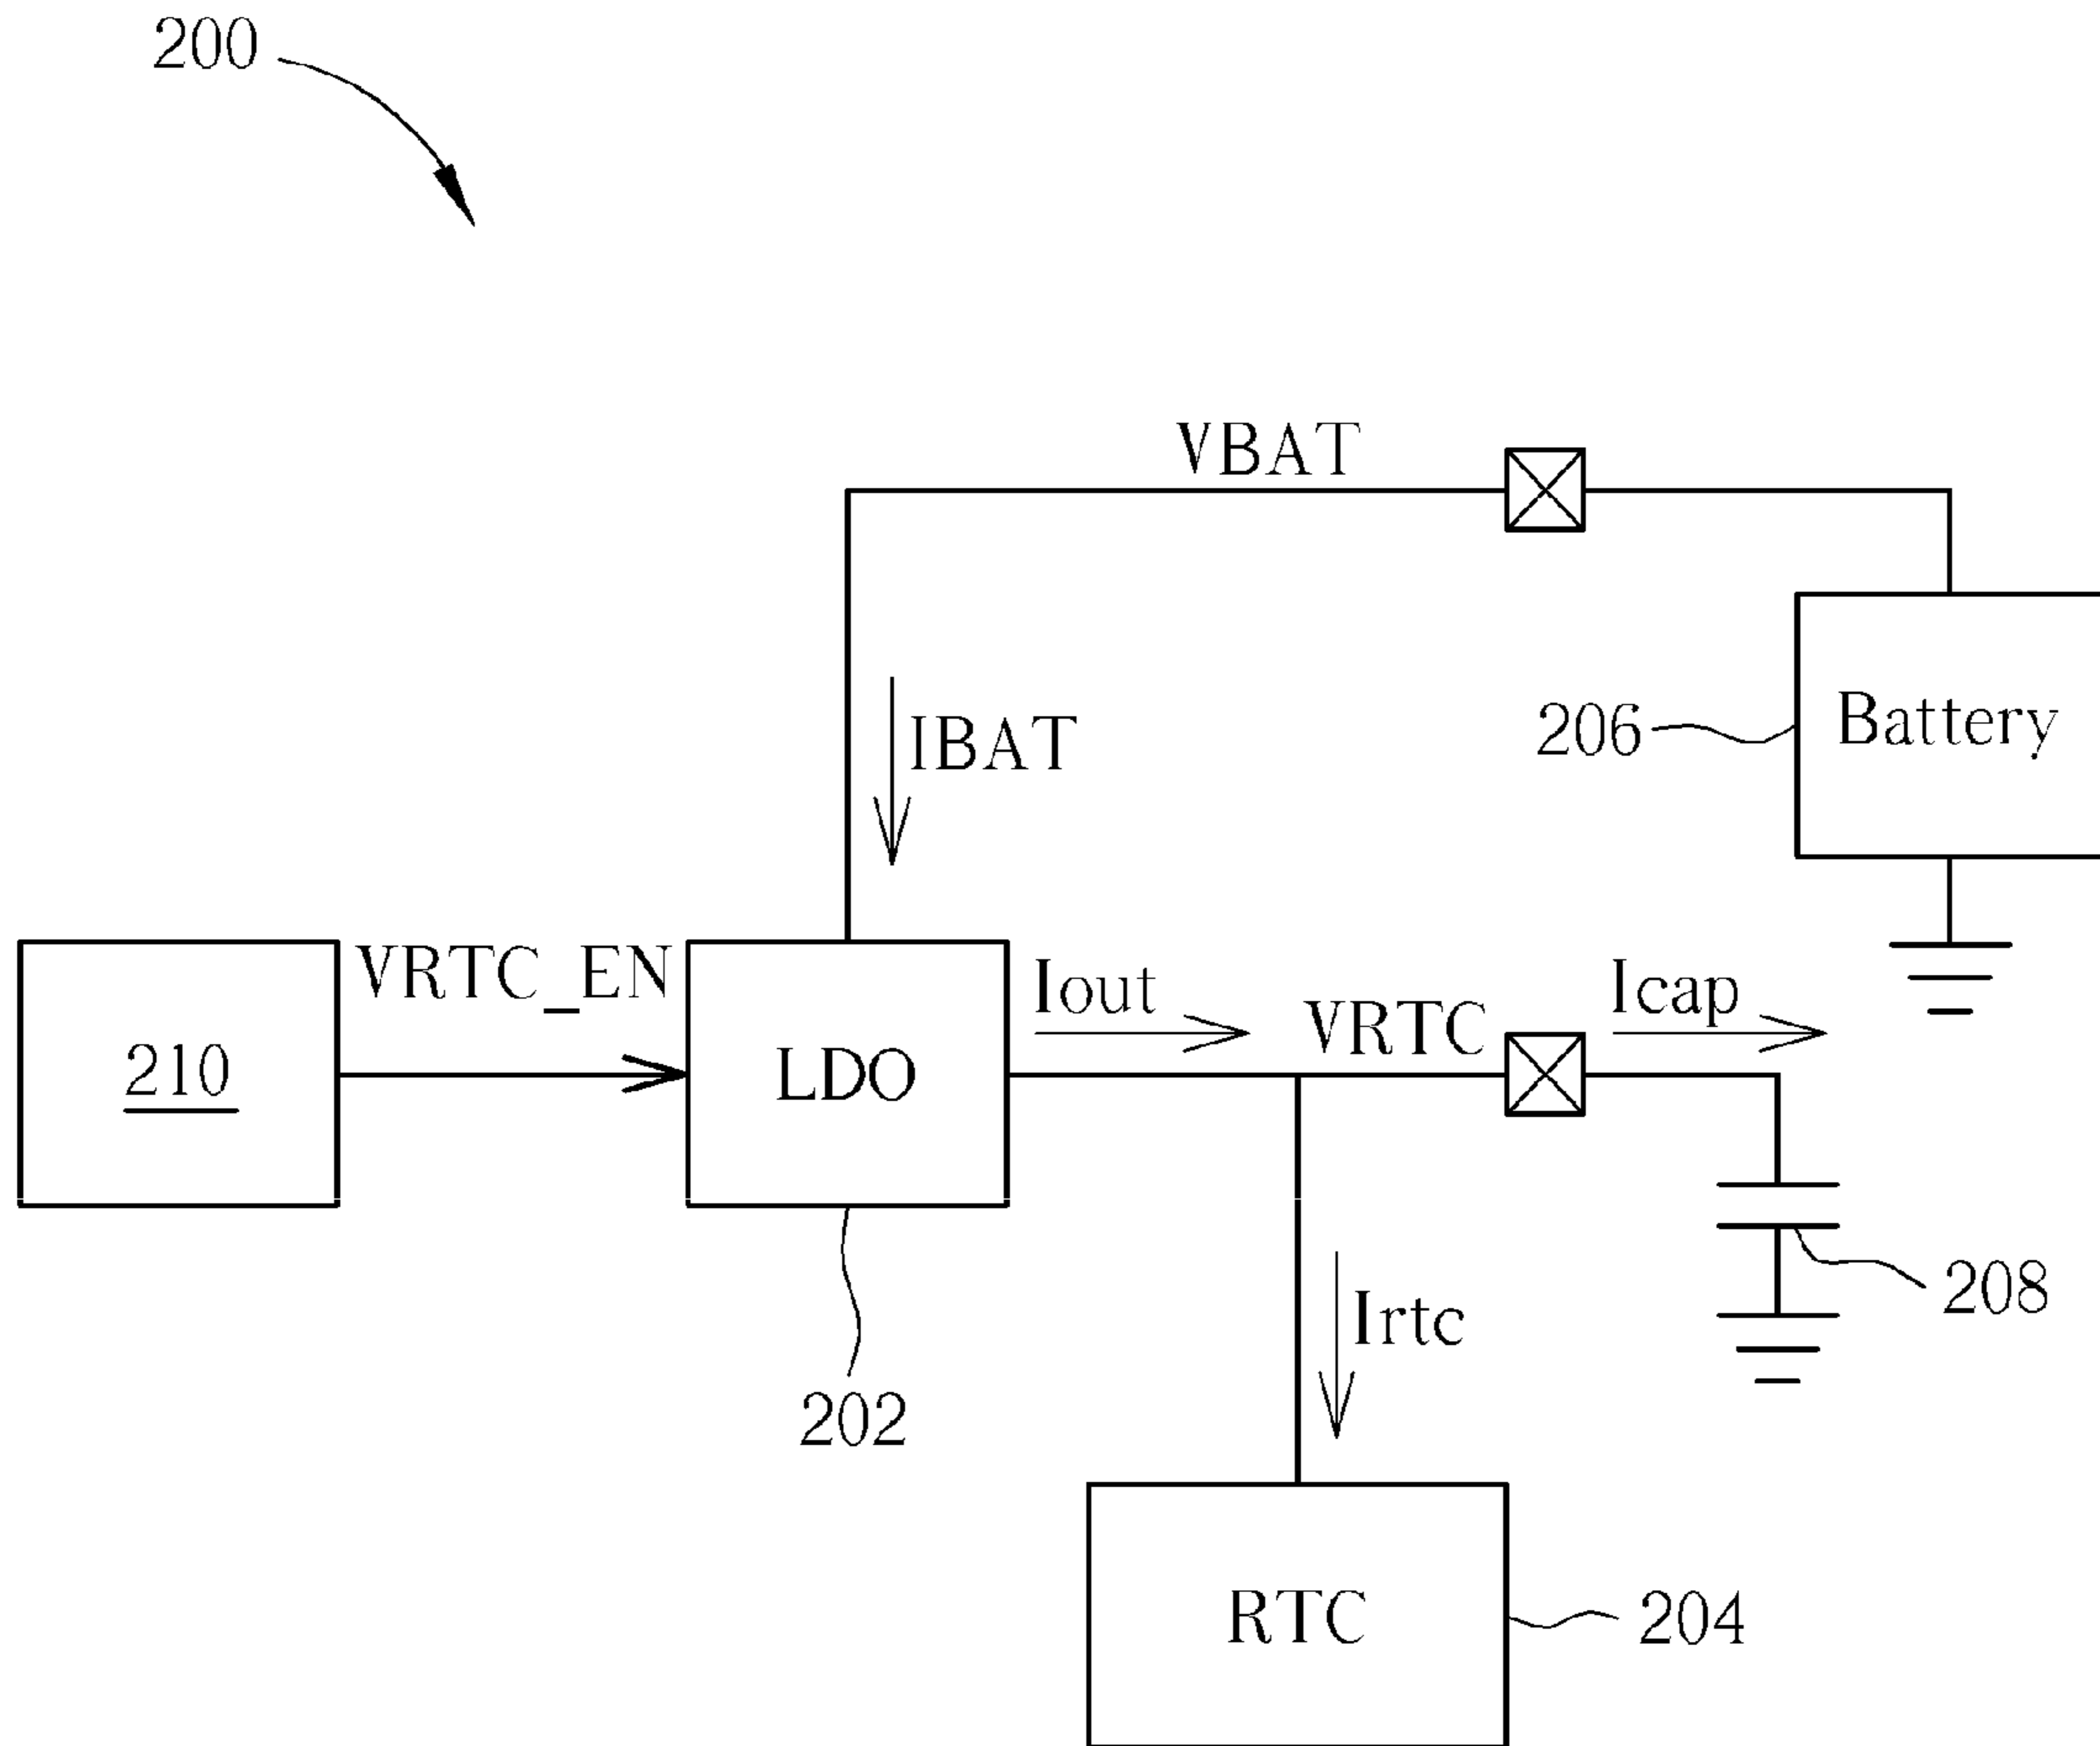 200
VBAT
IBAT
206
Battery
VRTC_EN
Iout
VRTC
Icap
210
LDO
208
Irtc
202
RTC
204